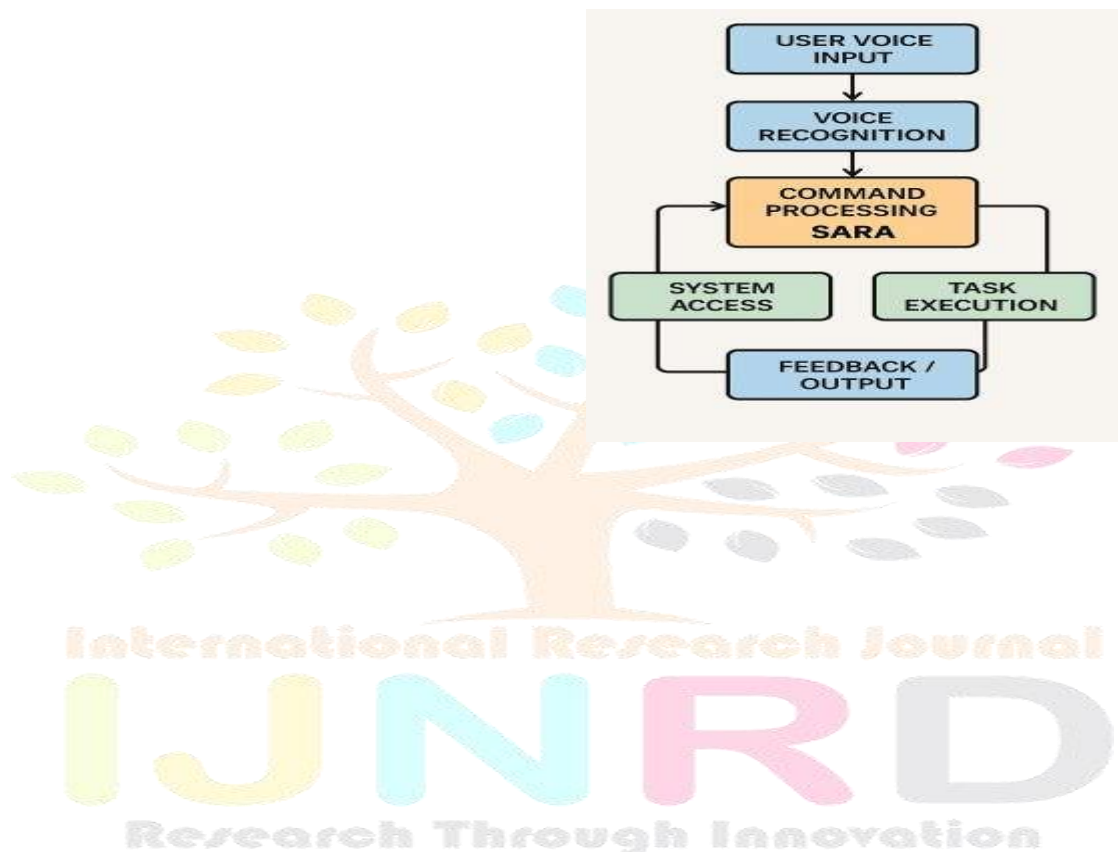 USER VOICE
INPUT
VOICE
RECOGNITION
COMMAND
PROCESSING
SARA
SYSTEM
ACCESS
TASK
EXECUTION
FEEDBACK /
OUTPUT
International Research Journal
IJNRD
Research Through Innovation